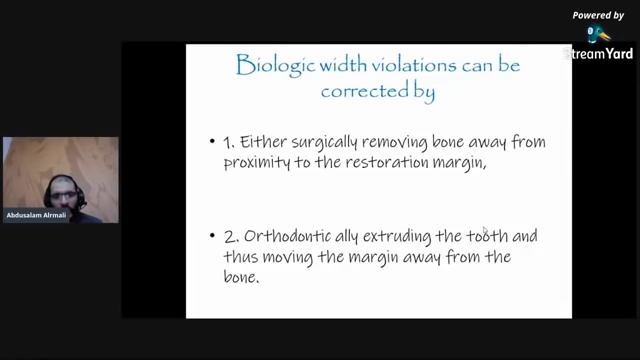 Powered by
StreamYard
Biologic width violations can be
corrected by
• 1. Either surgically removing bone away from
proximity to the restoration margin,
• 2. Orthodontic ally extruding the tooth and
thus moving the margin away from the
bone.
Abdusalam Alrmali